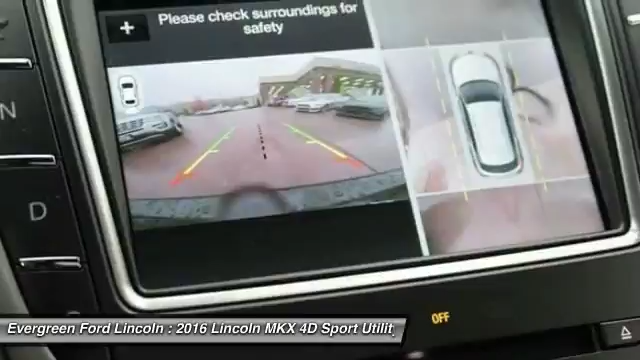 +
Please check surroundings for
safety
N
D
OFF
Evergreen Ford Lincoln : 2016 Lincoln MKX 4D Sport Utilit